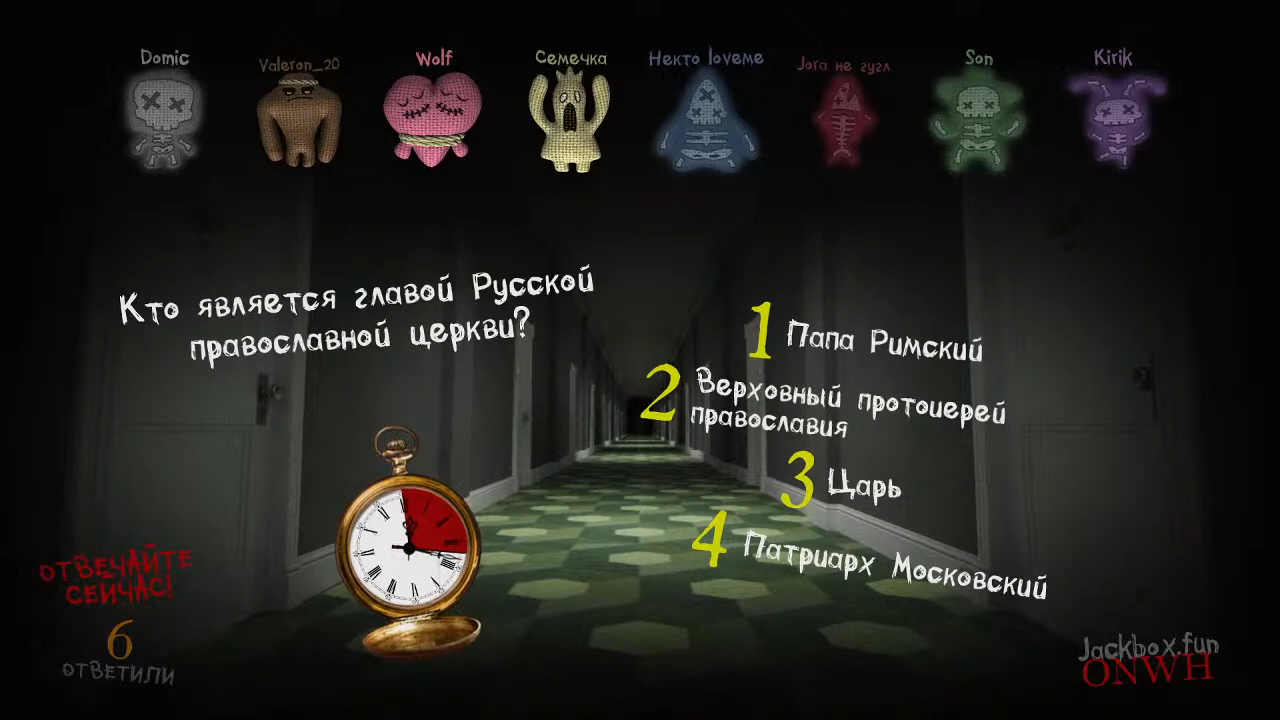 Domic
Valeron_20
Wolf
Семечка
Некто loveme
Jora не гугл
Son
Kirik
Кто является главой Русской
православной церкви?
1 Папа Римский
2 Верховный протоиерей
православия
3 Царь
4 Патриарх Московский
ОТВЕЧАЙТЕ
СЕЙЧАС!
6
ОТВЕТИЛИ
Jackbox.fun
ONWH